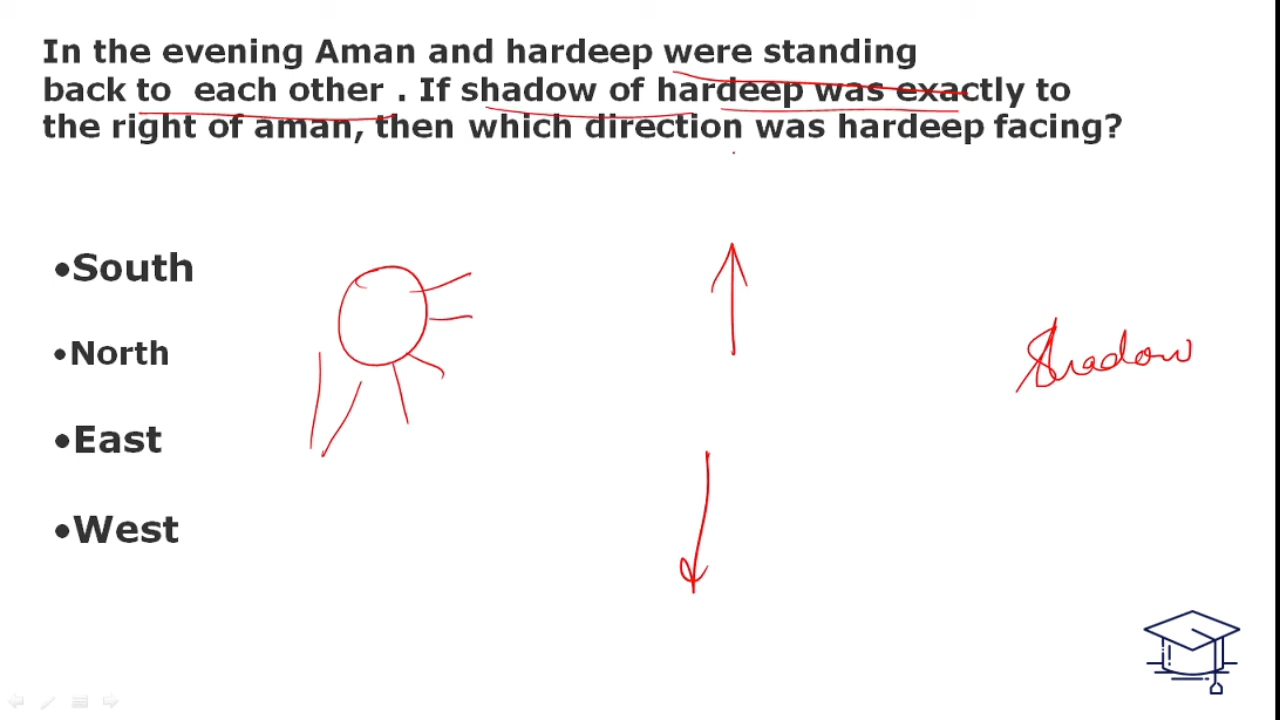 In the evening Aman and hardeep were standing
back to each other . If shadow of hardeep was exactly to
the right of aman, then which direction was hardeep facing?
•South
•North
Shadow
•East
•West